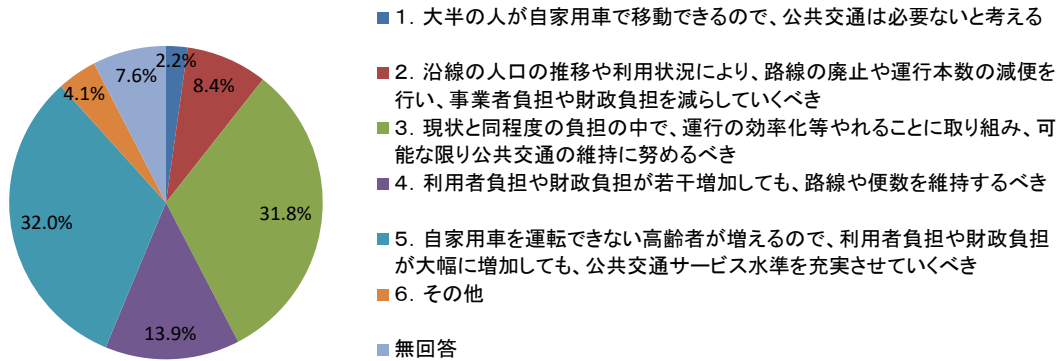 2.2%
8.4%
31.8%
13.9%
32.0%
4.1%
7.6%
1．大半の人が自家用車で移動できるので、公共交通は必要ないと考える
2．沿線の人口の推移や利用状況により、路線の廃止や運行本数の減便を
行い、事業者負担や財政負担を減らしていくべき
3．現状と同程度の負担の中で、運行の効率化等やれることに取り組み、可
能な限り公共交通の維持に努めるべき
4．利用者負担や財政負担が若干増加しても、路線や便数を維持するべき
5．自家用車を運転できない高齢者が増えるので、利用者負担や財政負担
が大幅に増加しても、公共交通サービス水準を充実させていくべき
6．その他
無回答